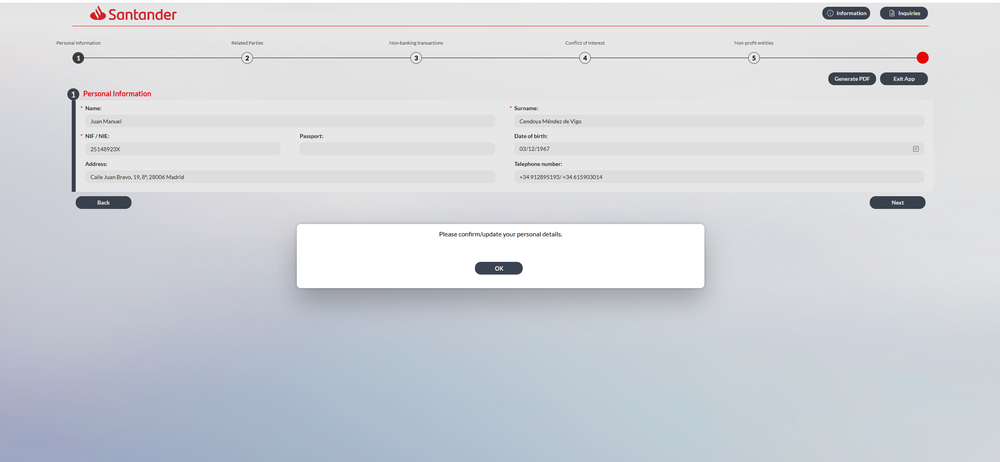 Santander
Information
Inquiries
Personal Information
Related Parties
Non-banking transactions
Conflict of Interest
Non-profit entities
1
2
3
4
5
Generate PDF
Exit App
1 Personal Information
* Name:
* Surname:
Juan Manuel
Cendoya Méndez de Vigo
* NIF / NIE:
Passport:
Date of birth:
25148923X
03/12/1967
Address:
Telephone number:
Calle Juan Bravo, 19, 8º, 28006 Madrid
+34 912895193/ +34 615903014
Back
Next
Please confirm/update your personal details.
OK